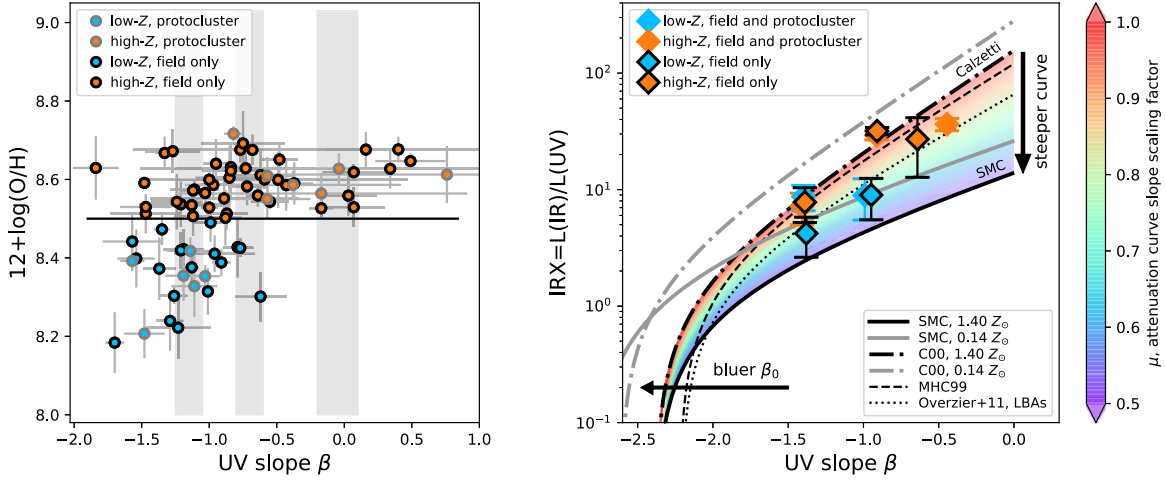 low-Z, protocluster
high-Z, protocluster
low-Z, field only
high-Z, field only
9.0
8.8
8.6
8.4
8.2
8.0
12+log(O/H)
−2.0
−1.5
−1.0
−0.5
0.0
0.5
1.0
UV slope β
low-Z, field and protocluster
high-Z, field and protocluster
low-Z, field only
high-Z, field only
10²
10¹
10⁰
10⁻¹
IRX=L(IR)/L(UV)
Calzetti
SMC
steeper curve
bluer β₀
SMC, 1.40 Z⊙
SMC, 0.14 Z⊙
C00, 1.40 Z⊙
C00, 0.14 Z⊙
MHC99
Overzier+11, LBAs
−2.5
−2.0
−1.5
−1.0
−0.5
0.0
UV slope β
1.0
0.9
0.8
0.7
0.6
0.5
μ, attenuation curve slope scaling factor